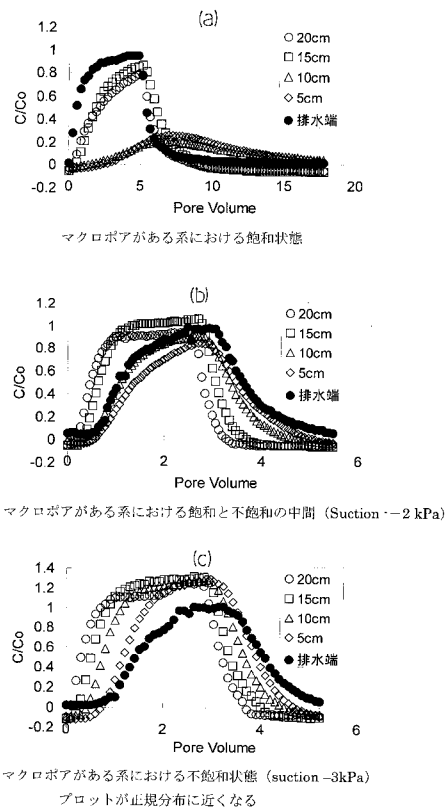 (a)
1.2
1
0.8
0.6
0.4
0.2
0
-0.2
C/Co
0 5 10 15 20
Pore Volume
○ 20cm
□ 15cm
△ 10cm
◇ 5cm
● 排水端
マクロポアがある系における飽和状態
(b)
1.2
1
0.8
0.6
0.4
0.2
0
-0.2
C/Co
0 2 4 6
Pore Volume
○ 20cm
□ 15cm
△ 10cm
◇ 5cm
● 排水端
マクロポアがある系における飽和と不飽和の中間（Suction -－2 kPa）
(c)
1.4
1.2
1
0.8
0.6
0.4
0.2
0
-0.2
C/Co
0 2 4 6
Pore Volume
○ 20cm
□ 15cm
△ 10cm
◇ 5cm
● 排水端
マクロポアがある系における不飽和状態（suction –3kPa）
プロットが正規分布に近くなる